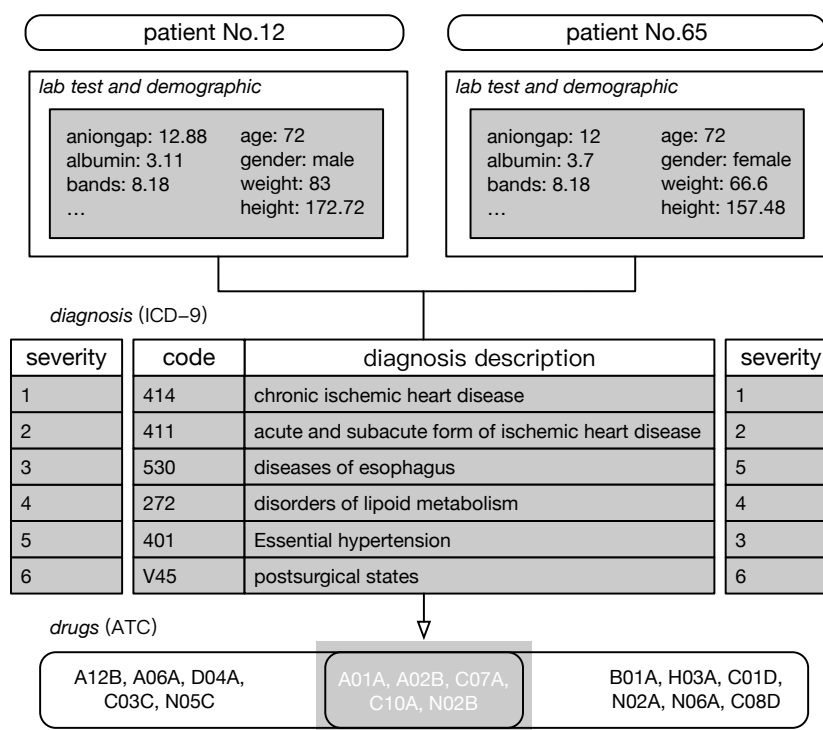 patient No.12
patient No.65
lab test and demographic
aniongap: 12.88 age: 72
albumin: 3.11 gender: male
bands: 8.18 weight: 83
… height: 172.72
lab test and demographic
aniongap: 12 age: 72
albumin: 3.7 gender: female
bands: 8.18 weight: 66.6
… height: 157.48
diagnosis (ICD–9)
severity code diagnosis description severity
1 414 chronic ischemic heart disease 1
2 411 acute and subacute form of ischemic heart disease 2
3 530 diseases of esophagus 5
4 272 disorders of lipoid metabolism 4
5 401 Essential hypertension 3
6 V45 postsurgical states 6
drugs (ATC)
A12B, A06A, D04A,
C03C, N05C
A01A, A02B, C07A,
C10A, N02B
B01A, H03A, C01D,
N02A, N06A, C08D